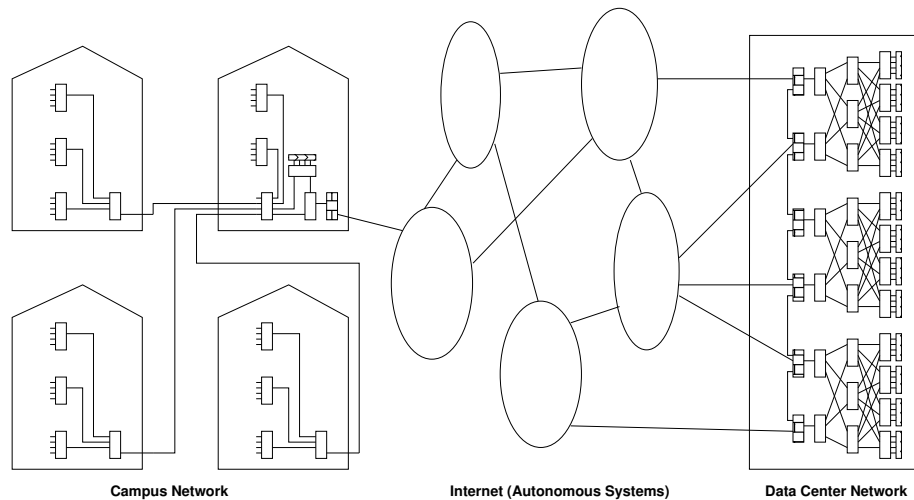 Campus Network
Internet (Autonomous Systems)
Data Center Network